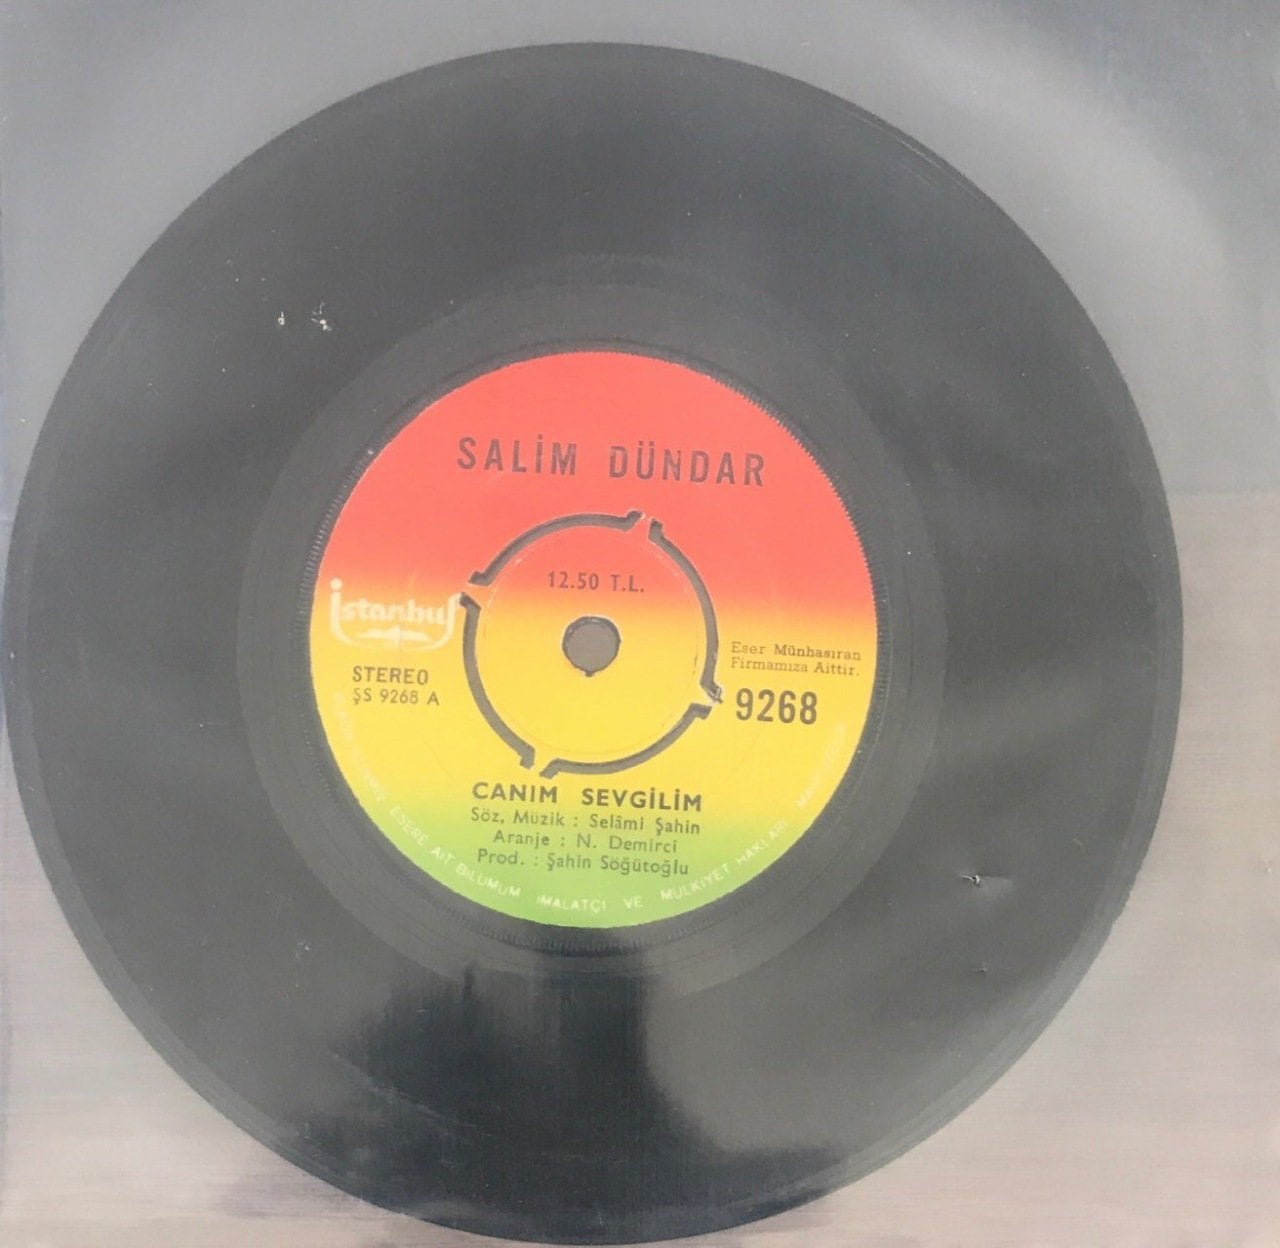 SALİM DÜNDAR
12.50 T.L.
İstanbul
STEREO
ŞS 9268 A
Eser Münhasıran
Firmamıza Aittir.
9268
CANIM SEVGİLİM
Söz, Müzik : Selâmi Şahin
Aranje : N. Demirci
Prod. : Şahin Söğütoğlu
ESERE AİT BİLUMUM İMALATÇI VE MÜLKİYET HAKLARI